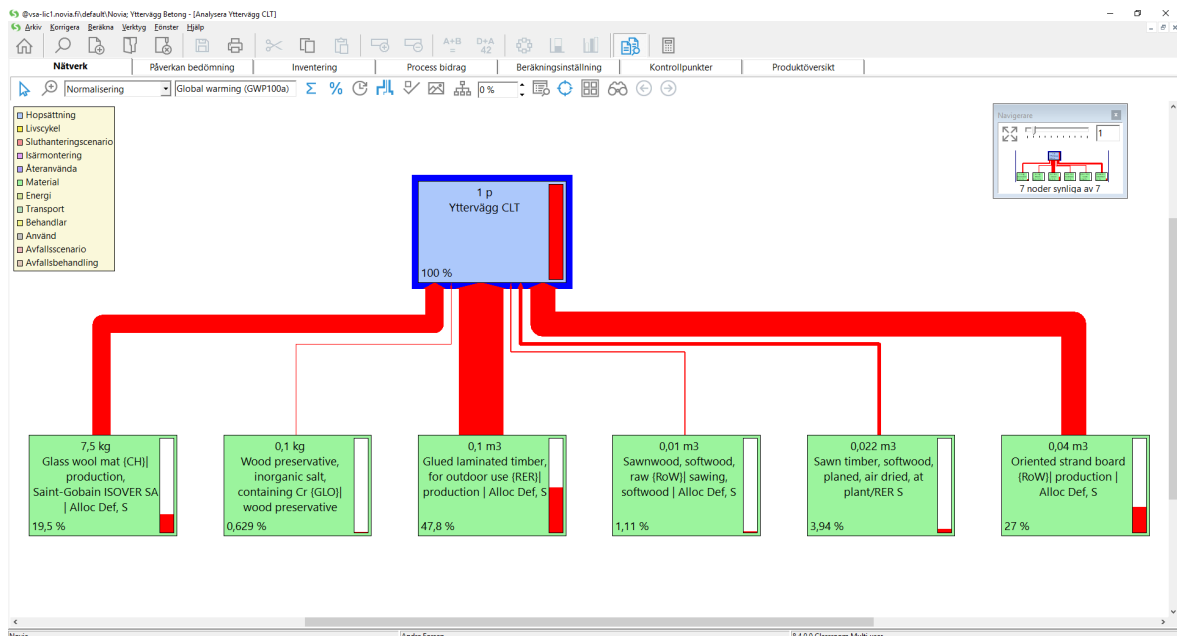 @vsa-lic1.novia.fi\default\Novia; Yttervägg Betong - [Analysera Yttervägg CLT]
Arkiv Korrigera Beräkna Verktyg Fönster Hjälp
A+B
=
D+A
42
Nätverk Påverkan bedömning Inventering Process bidrag Beräkningsinställning Kontrollpunkter Produktöversikt
Normalisering Global warming (GWP100a) Σ % 0 %
Hopsättning
Livscykel
Sluthanteringscenario
Isärmontering
Återanvända
Material
Energi
Transport
Behandlar
Använd
Avfallsscenario
Avfallsbehandling
Navigerare
1
7 noder synliga av 7
1 p
Yttervägg CLT
100 %
7,5 kg
Glass wool mat {CH}|
production,
Saint-Gobain ISOVER SA
| Alloc Def, S
19,5 %
0,1 kg
Wood preservative,
inorganic salt,
containing Cr {GLO}|
wood preservative
0,629 %
0,1 m3
Glued laminated timber,
for outdoor use {RER}|
production | Alloc Def, S
47,8 %
0,01 m3
Sawnwood, softwood,
raw {RoW}| sawing,
softwood | Alloc Def, S
1,11 %
0,022 m3
Sawn timber, softwood,
planed, air dried, at
plant/RER S
3,94 %
0,04 m3
Oriented strand board
{RoW}| production |
Alloc Def, S
27 %